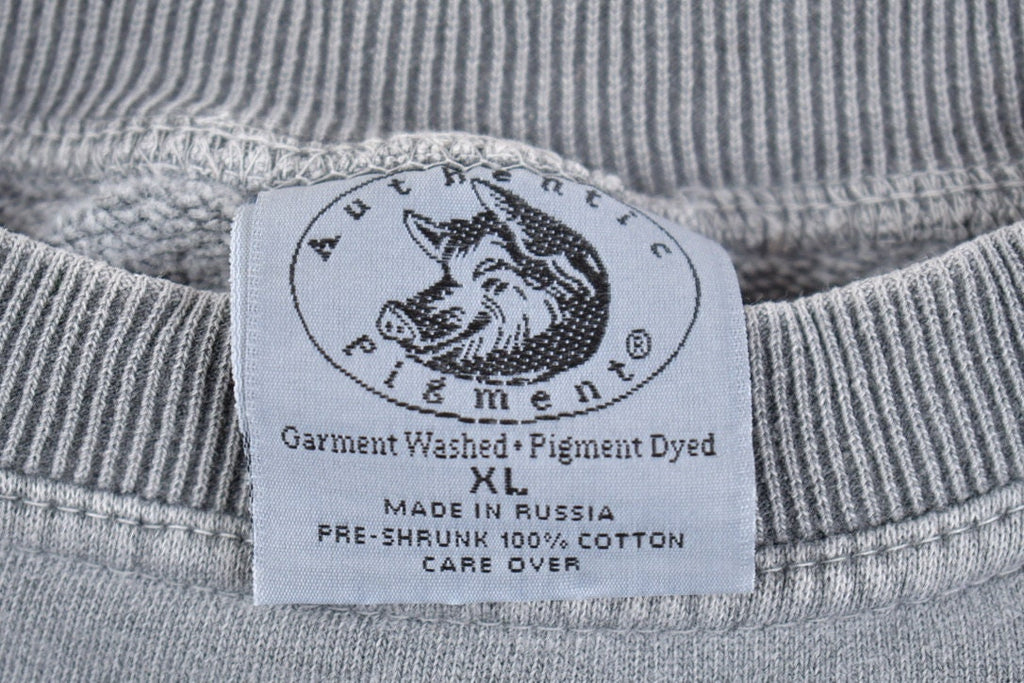 Authentic
Pigment®
Garment Washed • Pigment Dyed
XL
MADE IN RUSSIA
PRE-SHRUNK 100% COTTON
CARE OVER